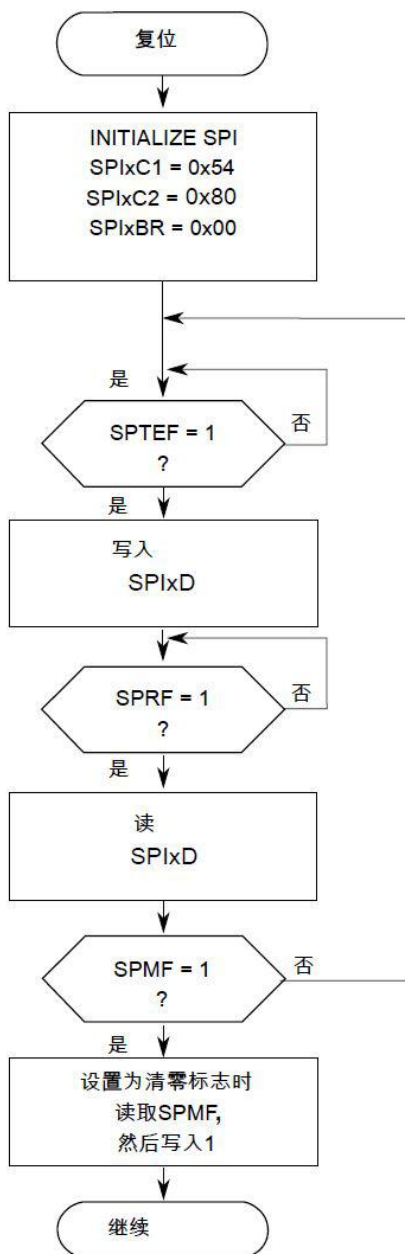 复位
INITIALIZE SPI
SPIxC1 = 0x54
SPIxC2 = 0x80
SPIxBR = 0x00
是
SPTEF = 1
?
否
是
写入
SPIxD
SPRF = 1
?
否
是
读
SPIxD
SPMF = 1
?
否
是
设置为清零标志时
读取SPMF,
然后写入1
继续